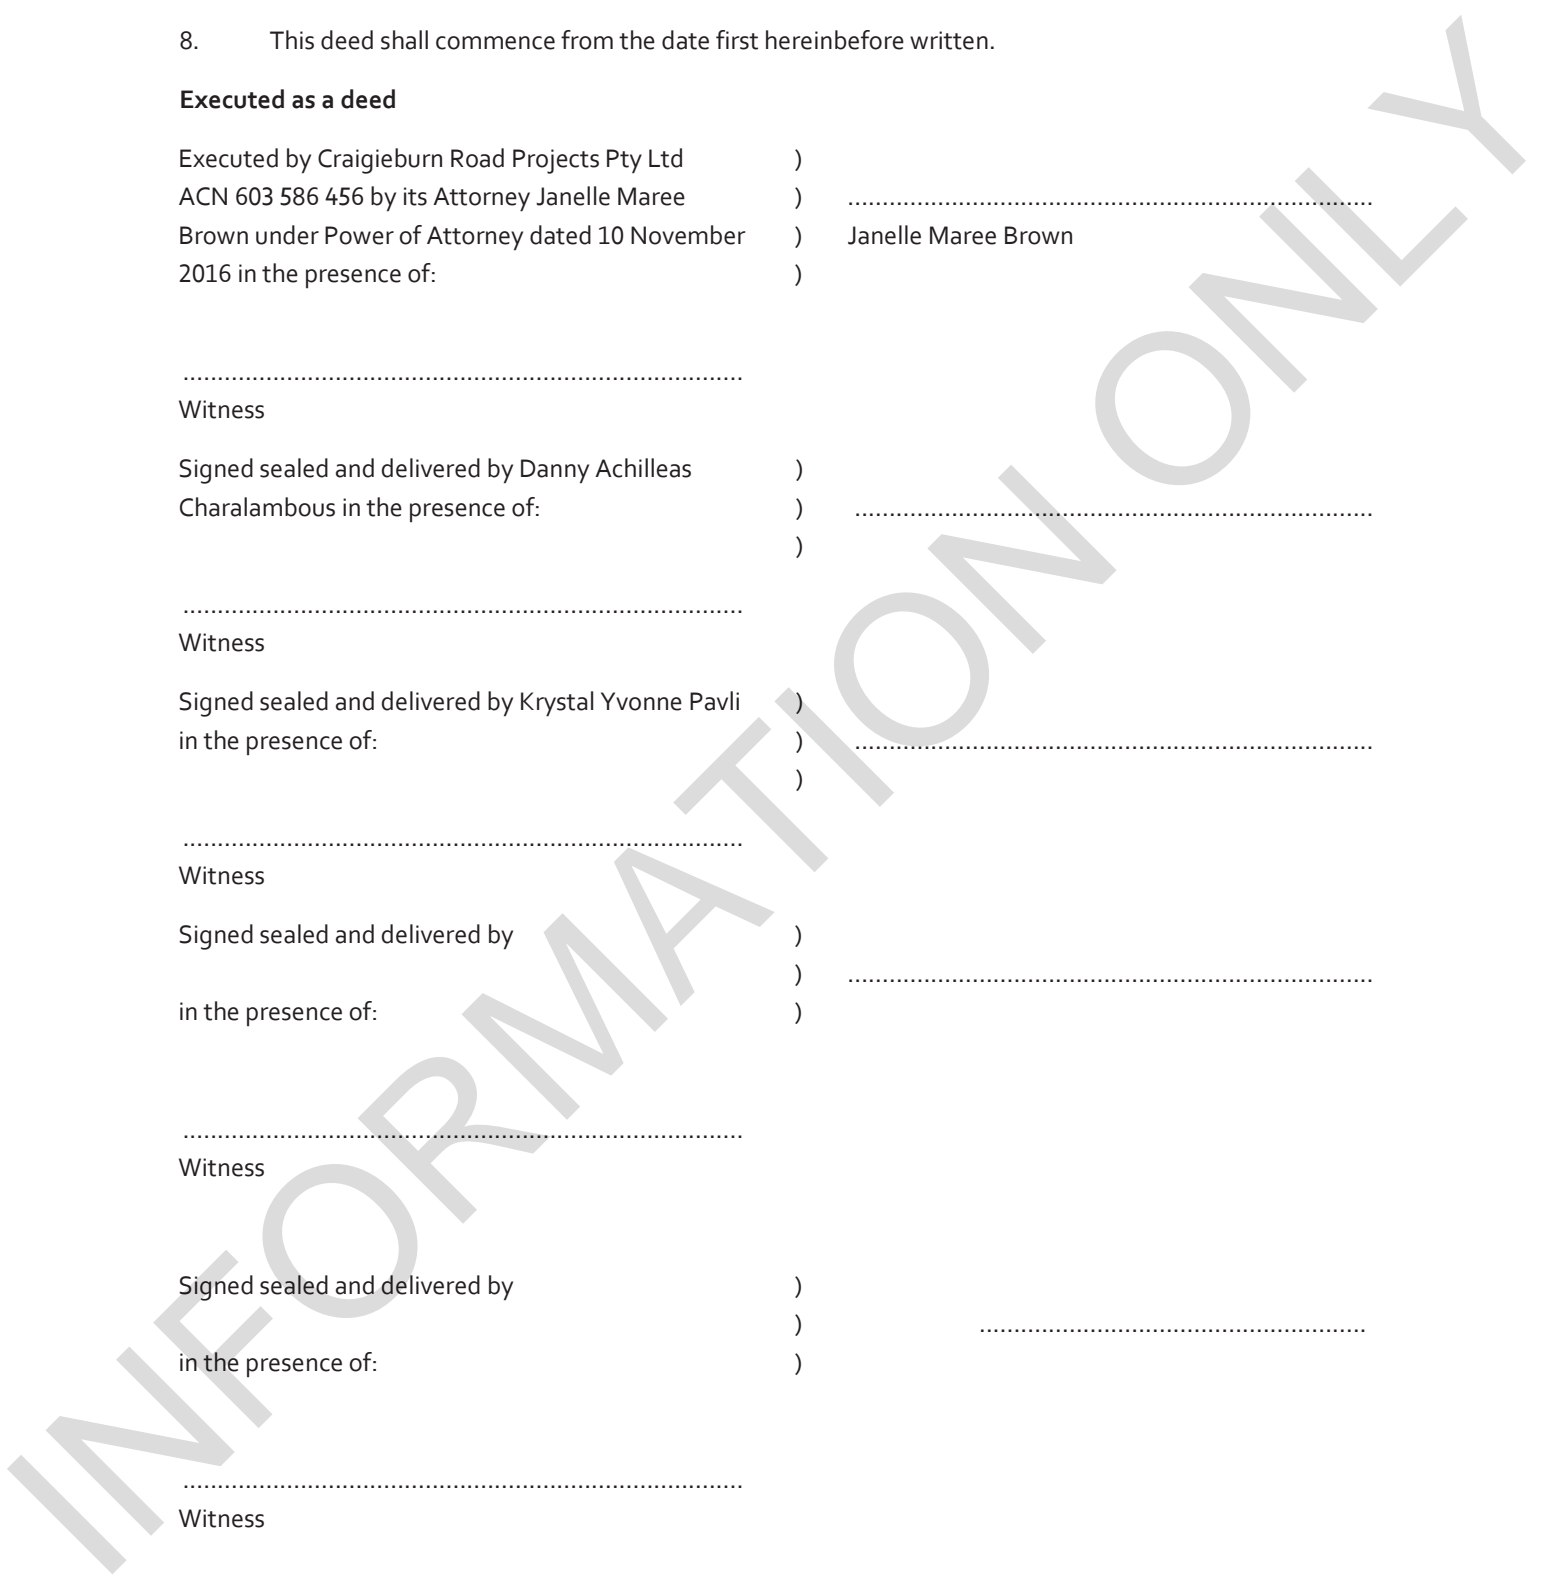 8. This deed shall commence from the date first hereinbefore written.
Executed as a deed
Executed by Craigieburn Road Projects Pty Ltd )
ACN 603 586 456 by its Attorney Janelle Maree ) ............................................................................
Brown under Power of Attorney dated 10 November ) Janelle Maree Brown
2016 in the presence of: )
.................................................................................
Witness
Signed sealed and delivered by Danny Achilleas )
Charalambous in the presence of: ) ...........................................................................
)
.................................................................................
Witness
Signed sealed and delivered by Krystal Yvonne Pavli )
in the presence of: ) ...........................................................................
)
.................................................................................
Witness
Signed sealed and delivered by )
) ............................................................................
in the presence of: )
.................................................................................
Witness
Signed sealed and delivered by )
) ........................................................
in the presence of: )
.................................................................................
Witness
INFORMATION ONLY